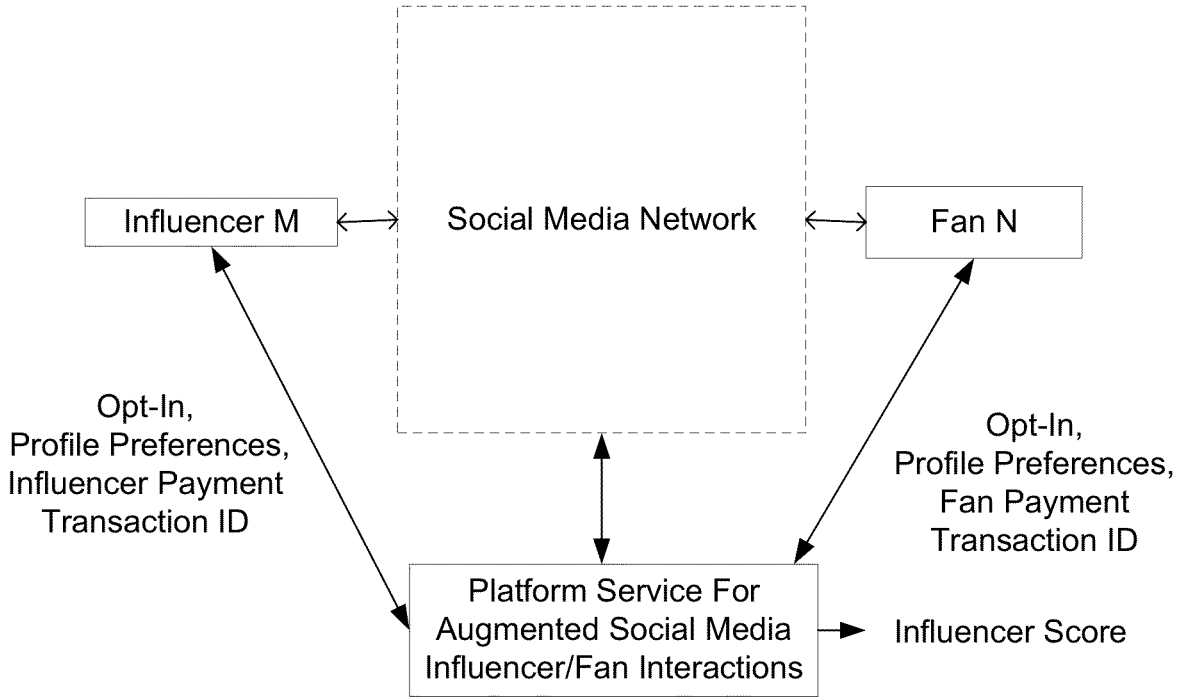 Social Media Network
Influencer M
Fan N
Opt-In,
Profile Preferences,
Influencer Payment
Transaction ID
Opt-In,
Profile Preferences,
Fan Payment
Transaction ID
Platform Service For
Augmented Social Media
Influencer/Fan Interactions
Influencer Score